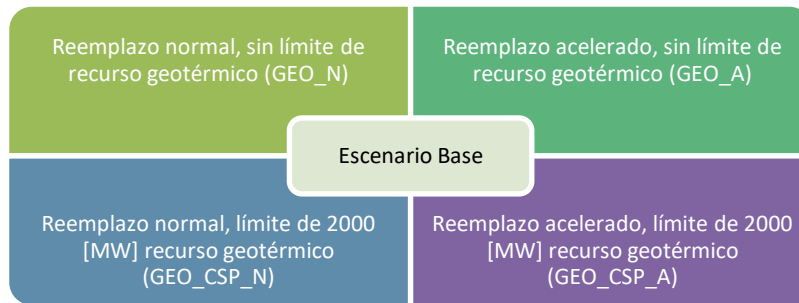 Reemplazo normal, sin límite de
recurso geotérmico (GEO_N)
Reemplazo acelerado, sin límite de
recurso geotérmico (GEO_A)
Escenario Base
Reemplazo normal, límite de 2000
[MW] recurso geotérmico
(GEO_CSP_N)
Reemplazo acelerado, límite de 2000
[MW] recurso geotérmico
(GEO_CSP_A)